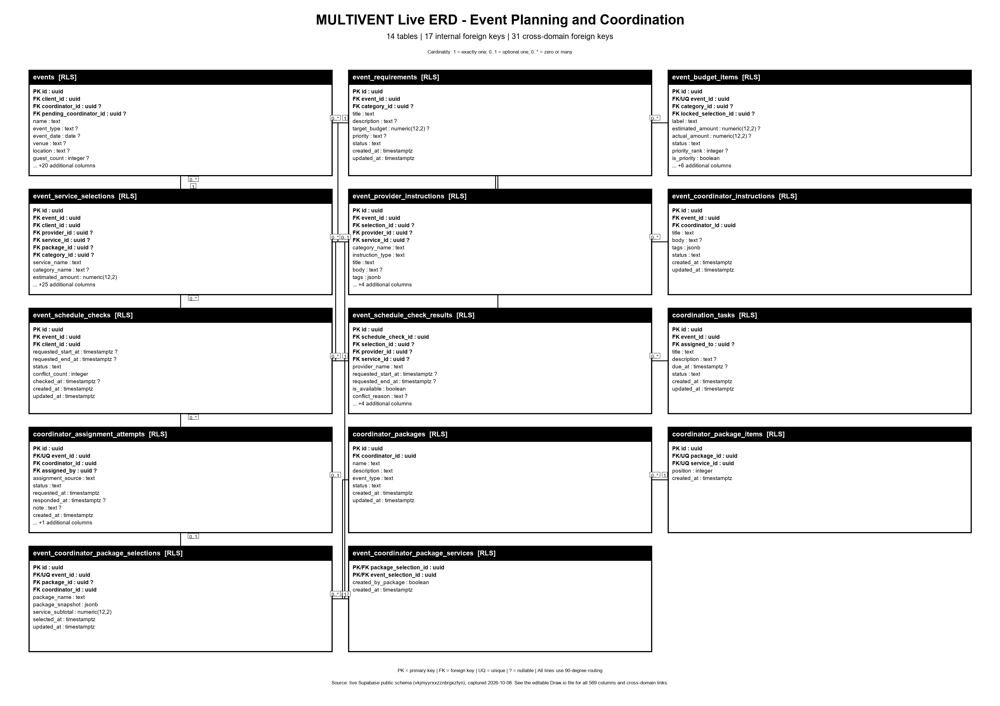 MULTIVENT Live ERD - Event Planning and Coordination
14 tables | 17 internal foreign keys | 31 cross-domain foreign keys
Cardinality: 1 = exactly one; 0..1 = optional one; 0..* = zero or many
events [RLS]
PK id : uuid
FK client_id : uuid
FK coordinator_id : uuid ?
FK pending_coordinator_id : uuid ?
name : text
event_type : text ?
event_date : date ?
venue : text ?
location : text ?
guest_count : integer ?
... +20 additional columns
0..*
1
event_requirements [RLS]
PK id : uuid
FK event_id : uuid
FK category_id : uuid ?
title : text
description : text ?
target_budget : numeric(12,2) ?
priority : text ?
status : text
created_at : timestamptz
updated_at : timestamptz
0..*
event_budget_items [RLS]
PK id : uuid
FK/UQ event_id : uuid
FK category_id : uuid ?
FK locked_selection_id : uuid ?
label : text
estimated_amount : numeric(12,2) ?
actual_amount : numeric(12,2) ?
status : text
priority_rank : integer ?
is_priority : boolean
... +6 additional columns
0..*
1
event_service_selections [RLS]
PK id : uuid
FK event_id : uuid
FK client_id : uuid
FK provider_id : uuid ?
FK service_id : uuid ?
FK package_id : uuid ?
FK category_id : uuid ?
service_name : text
category_name : text ?
estimated_amount : numeric(12,2)
... +25 additional columns
0..*
0..1
event_provider_instructions [RLS]
PK id : uuid
FK event_id : uuid
FK selection_id : uuid ?
FK provider_id : uuid ?
FK service_id : uuid ?
category_name : text
instruction_type : text
title : text
body : text ?
tags : jsonb
... +4 additional columns
0..*
event_coordinator_instructions [RLS]
PK id : uuid
FK event_id : uuid
FK coordinator_id : uuid
title : text
body : text ?
tags : jsonb
status : text
created_at : timestamptz
updated_at : timestamptz
0..*
event_schedule_checks [RLS]
PK id : uuid
FK event_id : uuid
FK client_id : uuid
requested_start_at : timestamptz ?
requested_end_at : timestamptz ?
status : text
conflict_count : integer
checked_at : timestamptz ?
created_at : timestamptz
updated_at : timestamptz
0..*
1
event_schedule_check_results [RLS]
PK id : uuid
FK schedule_check_id : uuid
FK selection_id : uuid ?
FK provider_id : uuid ?
FK service_id : uuid ?
provider_name : text
requested_start_at : timestamptz ?
requested_end_at : timestamptz ?
is_available : boolean
conflict_reason : text ?
... +4 additional columns
0..*
coordination_tasks [RLS]
PK id : uuid
FK event_id : uuid
FK assigned_to : uuid ?
title : text
description : text ?
due_at : timestamptz ?
status : text
created_at : timestamptz
updated_at : timestamptz
0..*
coordinator_assignment_attempts [RLS]
PK id : uuid
FK/UQ event_id : uuid
FK coordinator_id : uuid
FK assigned_by : uuid ?
assignment_source : text
status : text
requested_at : timestamptz
responded_at : timestamptz ?
note : text ?
created_at : timestamptz
... +1 additional columns
0..1
coordinator_packages [RLS]
PK id : uuid
FK coordinator_id : uuid
name : text
description : text
event_type : text
status : text
created_at : timestamptz
updated_at : timestamptz
0..*
1
coordinator_package_items [RLS]
PK id : uuid
FK/UQ package_id : uuid
FK/UQ service_id : uuid
position : integer
created_at : timestamptz
0..1
event_coordinator_package_selections [RLS]
PK id : uuid
FK/UQ event_id : uuid
FK package_id : uuid ?
FK coordinator_id : uuid
package_name : text
package_snapshot : jsonb
service_subtotal : numeric(12,2)
selected_at : timestamptz
updated_at : timestamptz
0..*
1
event_coordinator_package_services [RLS]
PK/FK package_selection_id : uuid
PK/FK event_selection_id : uuid
created_by_package : boolean
created_at : timestamptz
PK = primary key | FK = foreign key | UQ = unique | ? = nullable | All lines use 90-degree routing
Source: live Supabase public schema (vkjmyyrxxzznbrgxzfyn), captured 2026-10-08. See the editable Draw.io file for all 569 columns and cross-domain links.